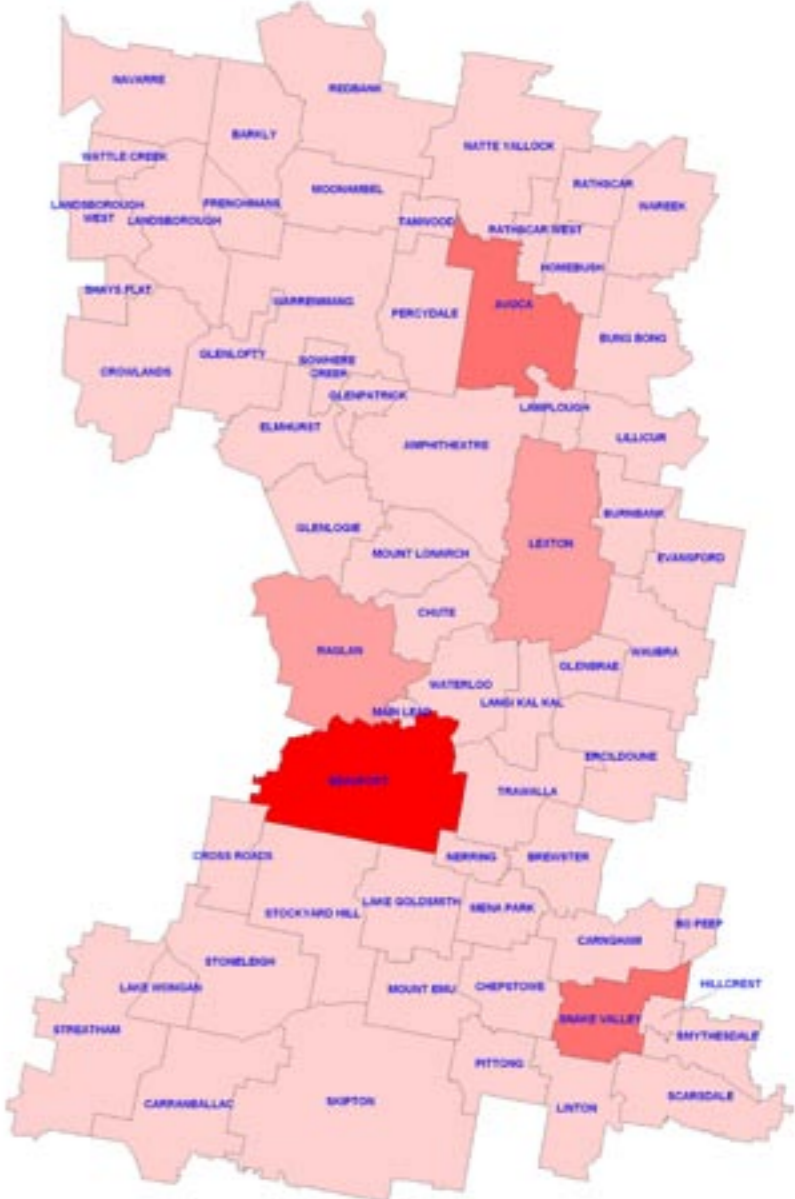 NAVARRE
REDBANK
BARKLY
NATTE YALLOCK
WATTLE CREEK
MOONAMBEL
RATHSCAR
LANDSBOROUGH
WEST
LANDSBOROUGH
FRENCHMANS
WAREEK
TANWOOD
RATHSCAR WEST
HOMEBUSH
SHAYS FLAT
WARRENMANG
AVOCA
PERCYDALE
BUNG BONG
GLENLOFTY
NOWHERE
CREEK
CROWLANDS
GLENPATRICK
LAMPLOUGH
ELMHURST
AMPHITHEATRE
LILLICUR
BURNBANK
GLENLOGIE
MOUNT LONARCH
LEXTON
EVANSFORD
CHUTE
RAGLAN
WAUBRA
GLENBRAE
WATERLOO
LANGI KAL KAL
MAIN LEAD
ERCILDOUNE
BEAUFORT
TRAWALLA
CROSS ROADS
NERRING
BREWSTER
STOCKYARD HILL
LAKE GOLDSMITH
MENA PARK
BO PEEP
CARNGHAM
STONELEIGH
LAKE WONGAN
MOUNT EMU
CHEPSTOWE
HILLCREST
SNAKE VALLEY
STREATHAM
SMYTHESDALE
PITTONG
CARRANBALLAC
SKIPTON
LINTON
SCARSDALE